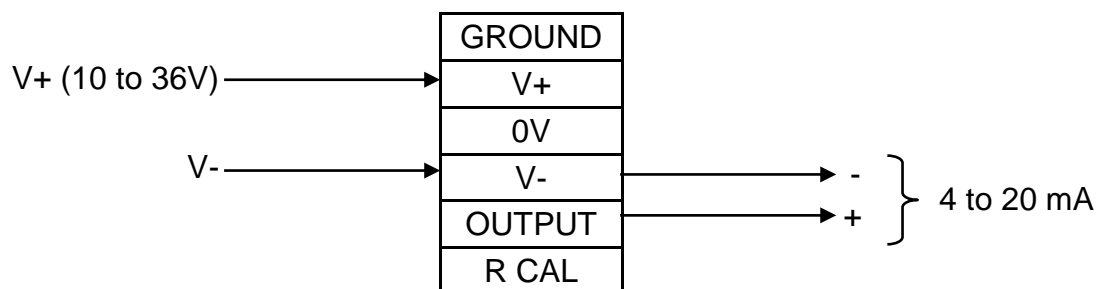 GROUND
V+ (10 to 36V)
V+
0V
V-
V-
-
4 to 20 mA
OUTPUT
+
R CAL